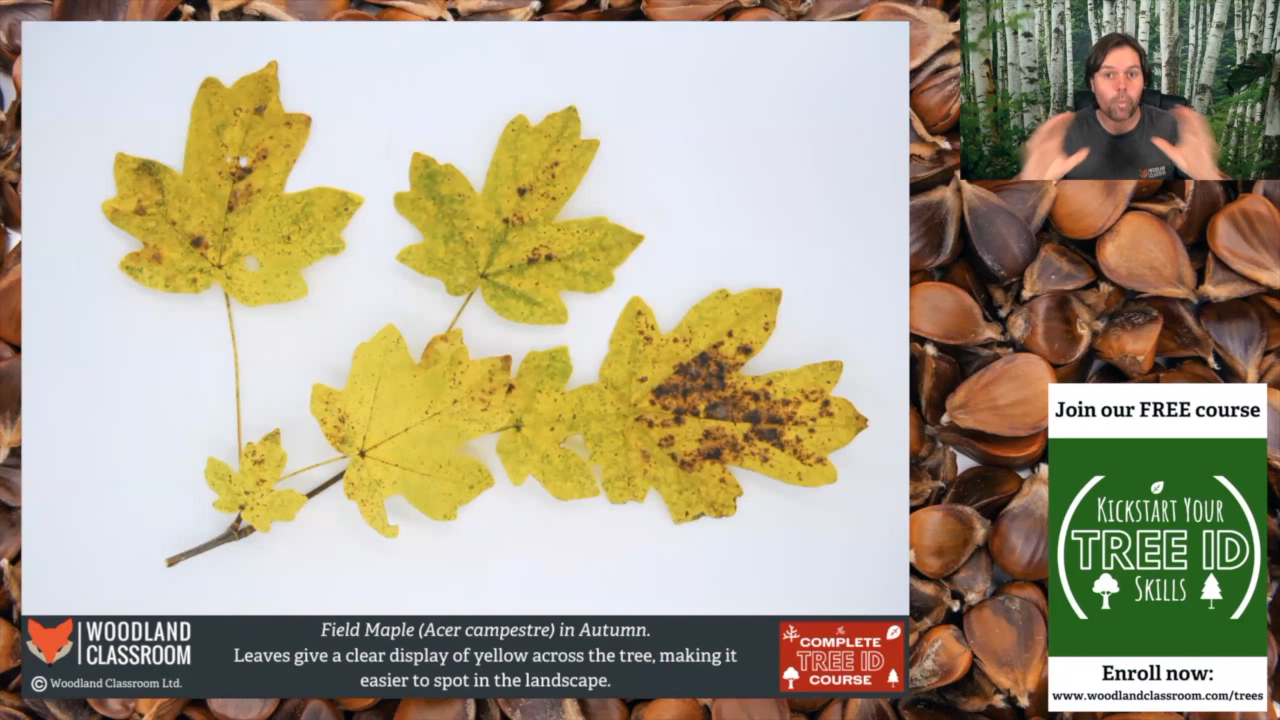 WOODLAND
CLASSROOM
© Woodland Classroom Ltd.
Field Maple (Acer campestre) in Autumn.
Leaves give a clear display of yellow across the tree, making it
easier to spot in the landscape.
The
COMPLETE
TREE ID
COURSE
WOODLAND
CLASSROOM
Join our FREE course
KICKSTART YOUR
TREE ID
SKILLS
Enroll now:
www.woodlandclassroom.com/trees